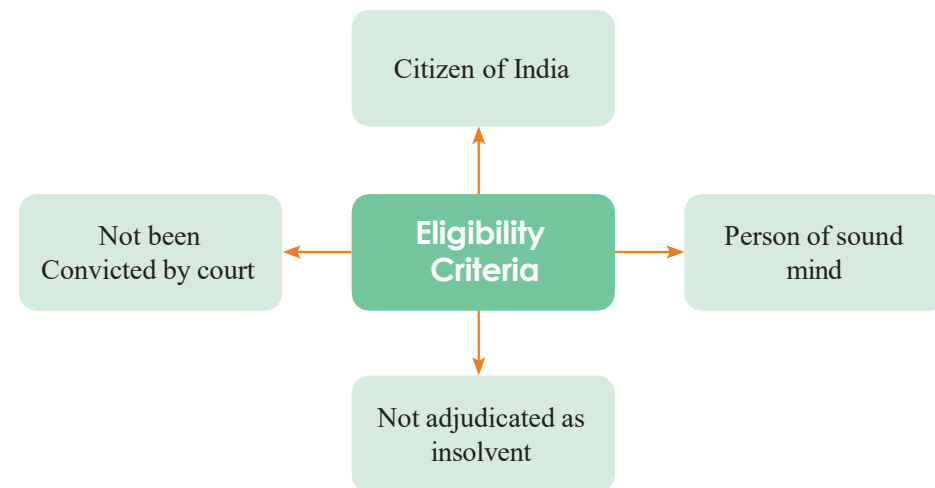 Citizen of India
Not been
Convicted by court
Eligibility
Criteria
Person of sound
mind
Not adjudicated as
insolvent